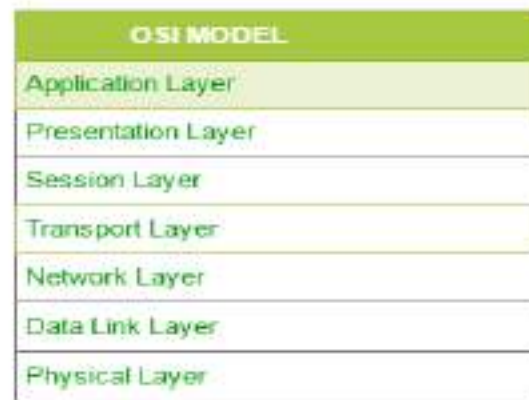 OSI MODEL
Application Layer
Presentation Layer
Session Layer
Transport Layer
Network Layer
Data Link Layer
Physical Layer